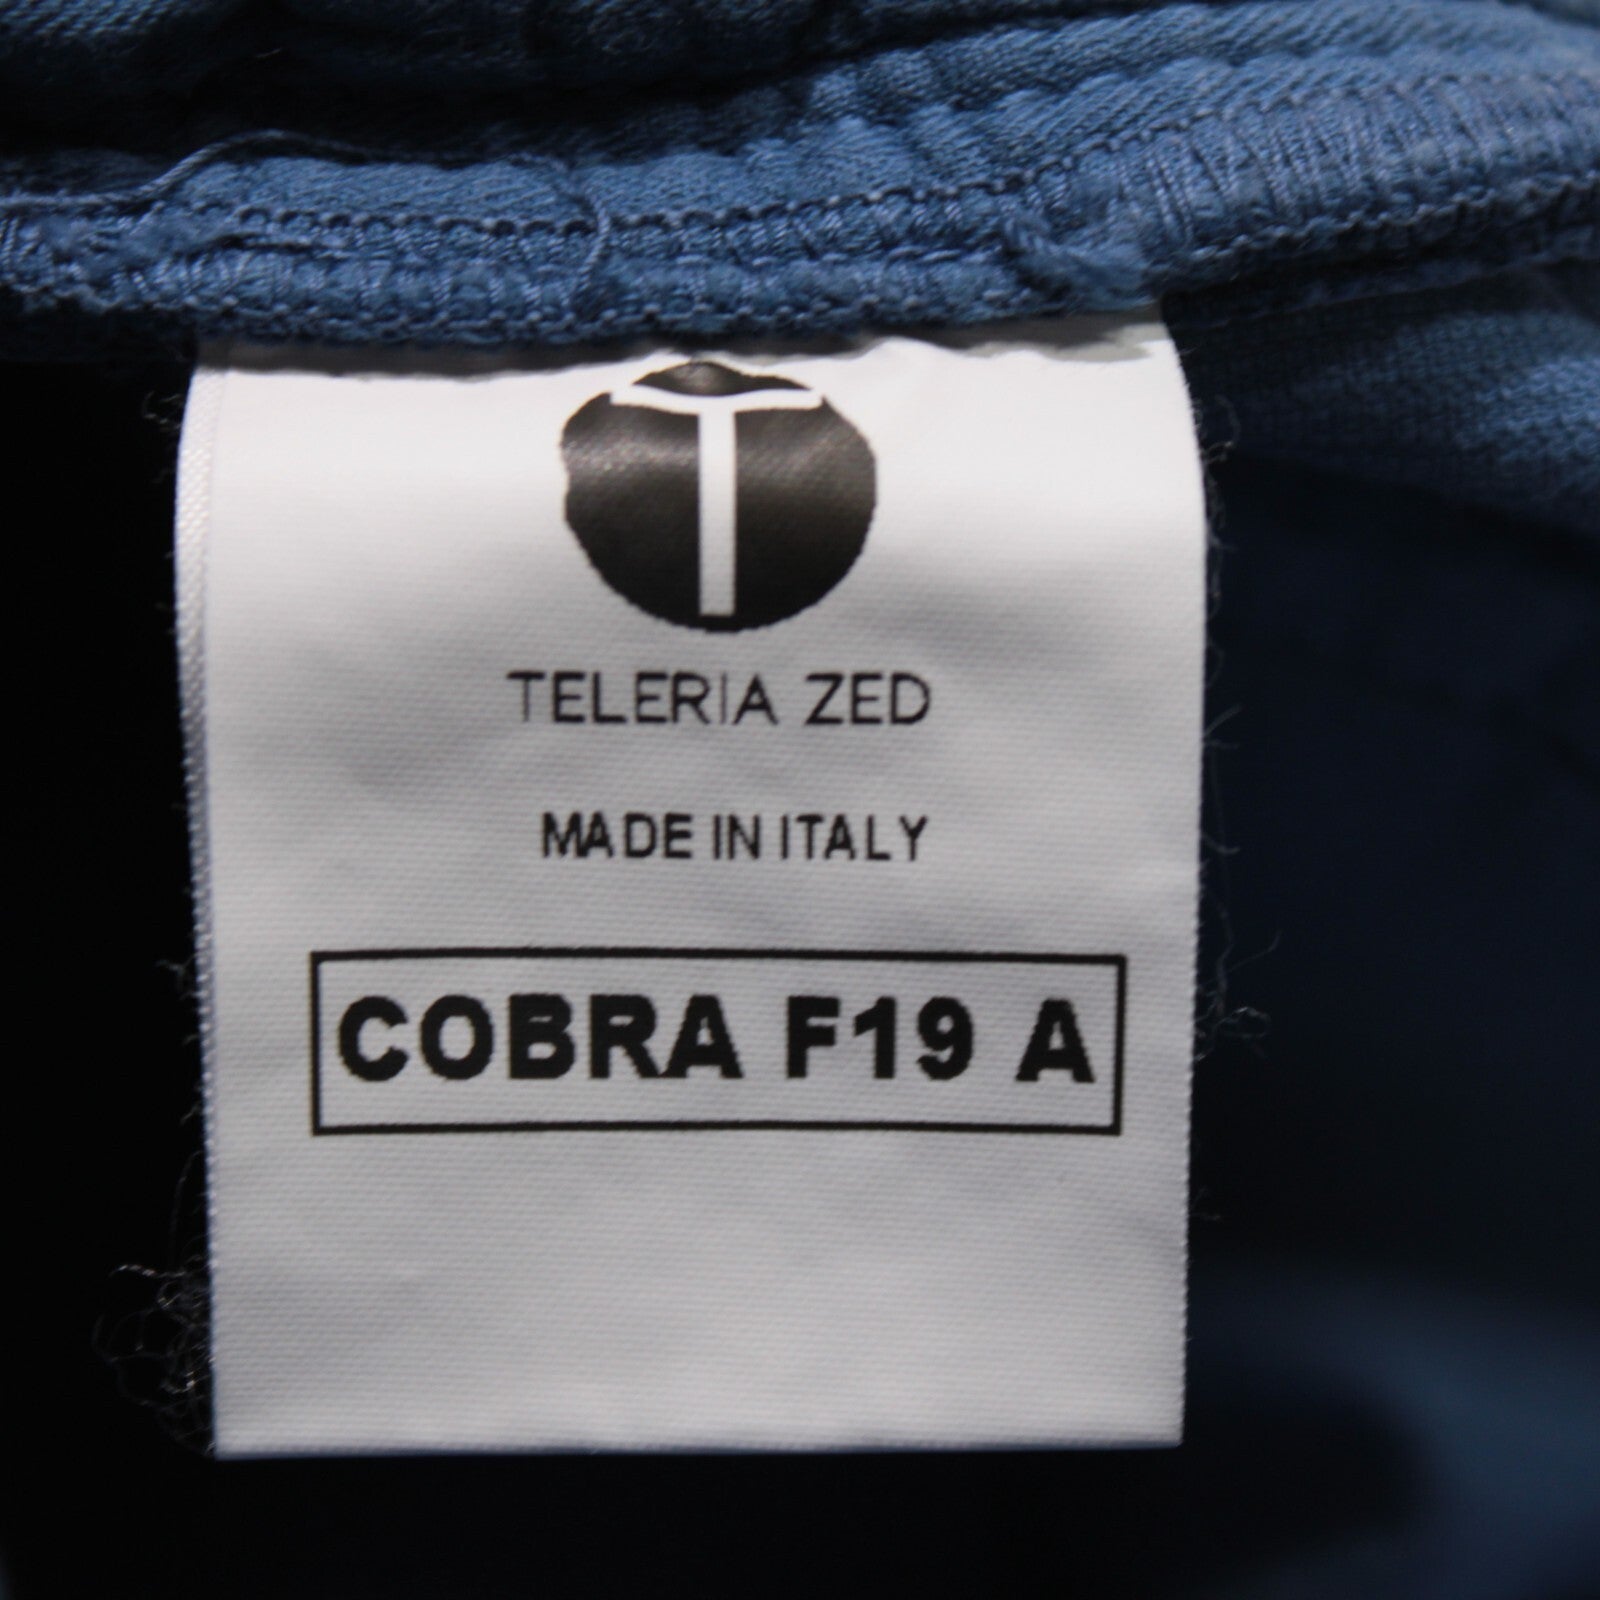 T
TELERIA ZED
MADE IN ITALY
COBRA F19 A